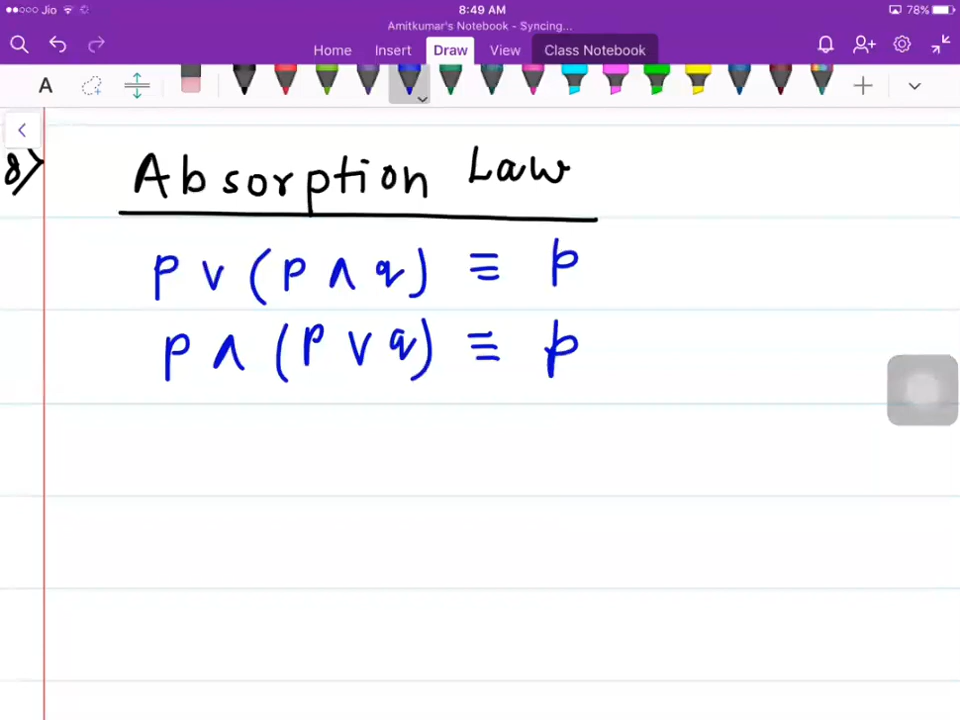 ●●○○○ Jio 8:49 AM 78%
Amitkumar's Notebook - Syncing...
Home Insert Draw View Class Notebook
A
8) Absorption Law
p ∨ (p ∧ q) ≡ p
p ∧ (p ∨ q) ≡ p